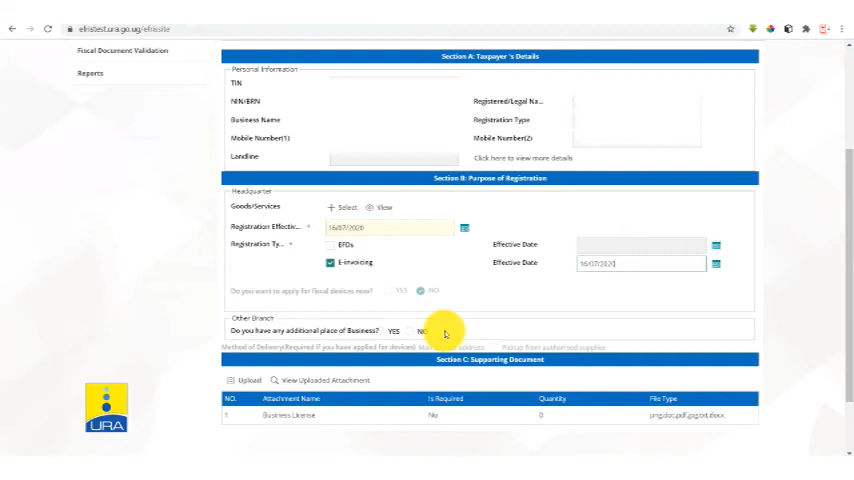 efristest.ura.go.ug/efrissite
Fiscal Document Validation
Reports
Section A: Taxpayer 's Details
Personal Information
TIN
NIN/BRN
Registered/Legal Na...
Business Name
Registration Type
Mobile Number(1)
Mobile Number(2)
Landline
Click here to view more details
Section B: Purpose of Registration
Headquarter
Goods/Services
Select View
Registration Effectiv... * 16/07/2020
Registration Ty... * EFDs Effective Date
E-invoicing Effective Date 16/07/2020
Do you want to apply for fiscal devices now? YES NO
Other Branch
Do you have any additional place of Business? YES NO
Method of Delivery(Required if you have applied for devices) address Pickup from authorised supplier
Section C: Supporting Document
Upload View Uploaded Attachment
NO. Attachment Name Is Required Quantity File Type
1 Business License No 0 png,doc,pdf,jpg,txt,docx
URA